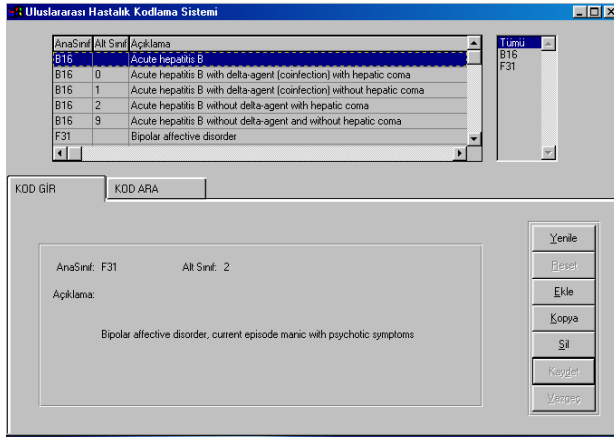 Uluslararası Hastalık Kodlama Sistemi
AnaSınıf Alt Sınıf Açıklama
B16 Acute hepatitis B
B16 0 Acute hepatitis B with delta-agent (coinfection) with hepatic coma
B16 1 Acute hepatitis B with delta-agent (coinfection) without hepatic coma
B16 2 Acute hepatitis B without delta-agent with hepatic coma
B16 9 Acute hepatitis B without delta-agent and without hepatic coma
F31 Bipolar affective disorder
Tümü
B16
F31
KOD GİR KOD ARA
AnaSınıf: F31 Alt Sınıf: 2
Açıklama:
Bipolar affective disorder, current episode manic with psychotic symptoms
Yenile
Reset
Ekle
Kopya
Sil
Kaydet
Vazgeç